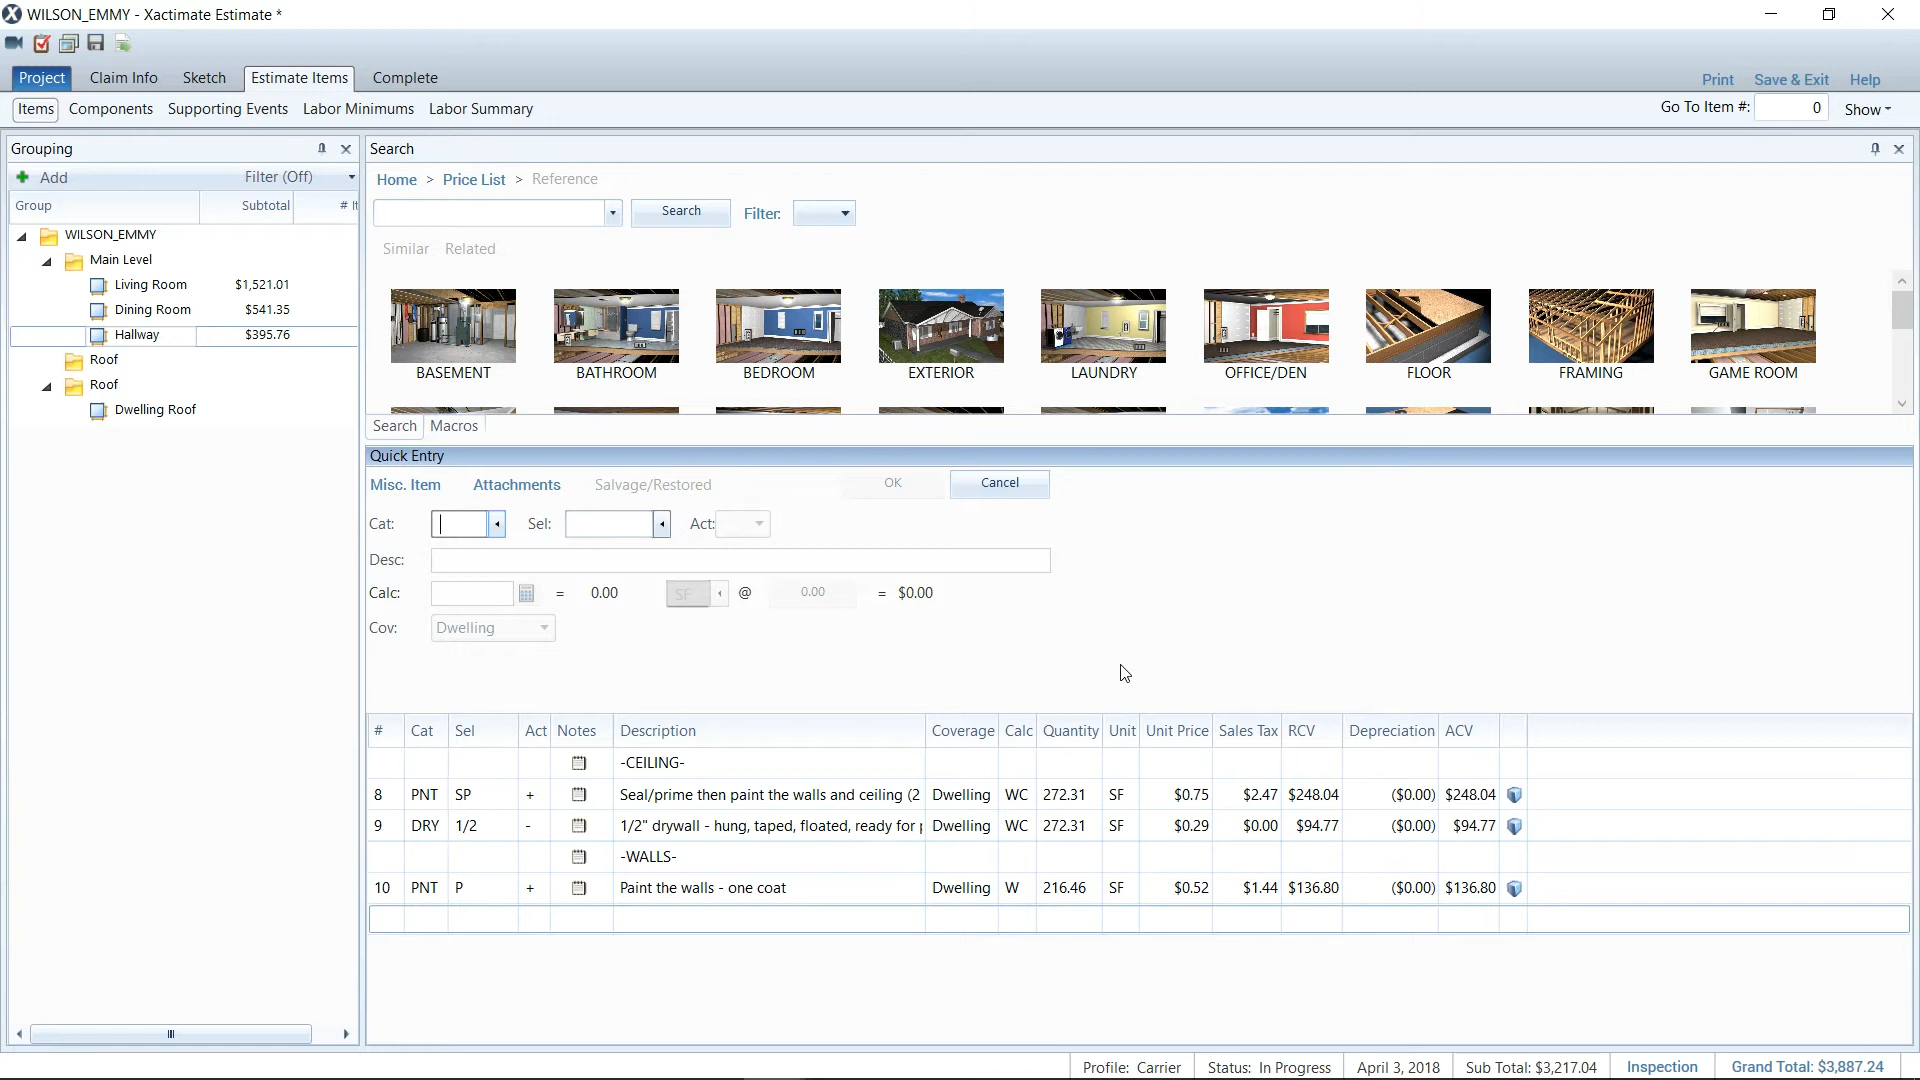 WILSON_EMMY - Xactimate Estimate *
Project Claim Info Sketch Estimate Items Complete
Print Save & Exit Help
Items Components Supporting Events Labor Minimums Labor Summary
Go To Item #: 0 Show
Grouping
Add Filter (Off)
Group Subtotal # It
WILSON_EMMY
Main Level
Living Room $1,521.01
Dining Room $541.35
Hallway $395.76
Roof
Roof
Dwelling Roof
Search
Home > Price List > Reference
Search Filter:
Similar Related
BASEMENT BATHROOM BEDROOM EXTERIOR LAUNDRY OFFICE/DEN FLOOR FRAMING GAME ROOM
Search Macros
Quick Entry
Misc. Item Attachments Salvage/Restored OK Cancel
Cat: Sel: Act:
Desc:
Calc: = 0.00 SF @ 0.00 = $0.00
Cov: Dwelling
# Cat Sel Act Notes Description Coverage Calc Quantity Unit Unit Price Sales Tax RCV Depreciation ACV
-CEILING-
8 PNT SP + Seal/prime then paint the walls and ceiling (2 Dwelling WC 272.31 SF $0.75 $2.47 $248.04 ($0.00) $248.04
9 DRY 1/2 - 1/2" drywall - hung, taped, floated, ready for p Dwelling WC 272.31 SF $0.29 $0.00 $94.77 ($0.00) $94.77
-WALLS-
10 PNT P + Paint the walls - one coat Dwelling W 216.46 SF $0.52 $1.44 $136.80 ($0.00) $136.80
Profile: Carrier Status: In Progress April 3, 2018 Sub Total: $3,217.04 Inspection Grand Total: $3,887.24